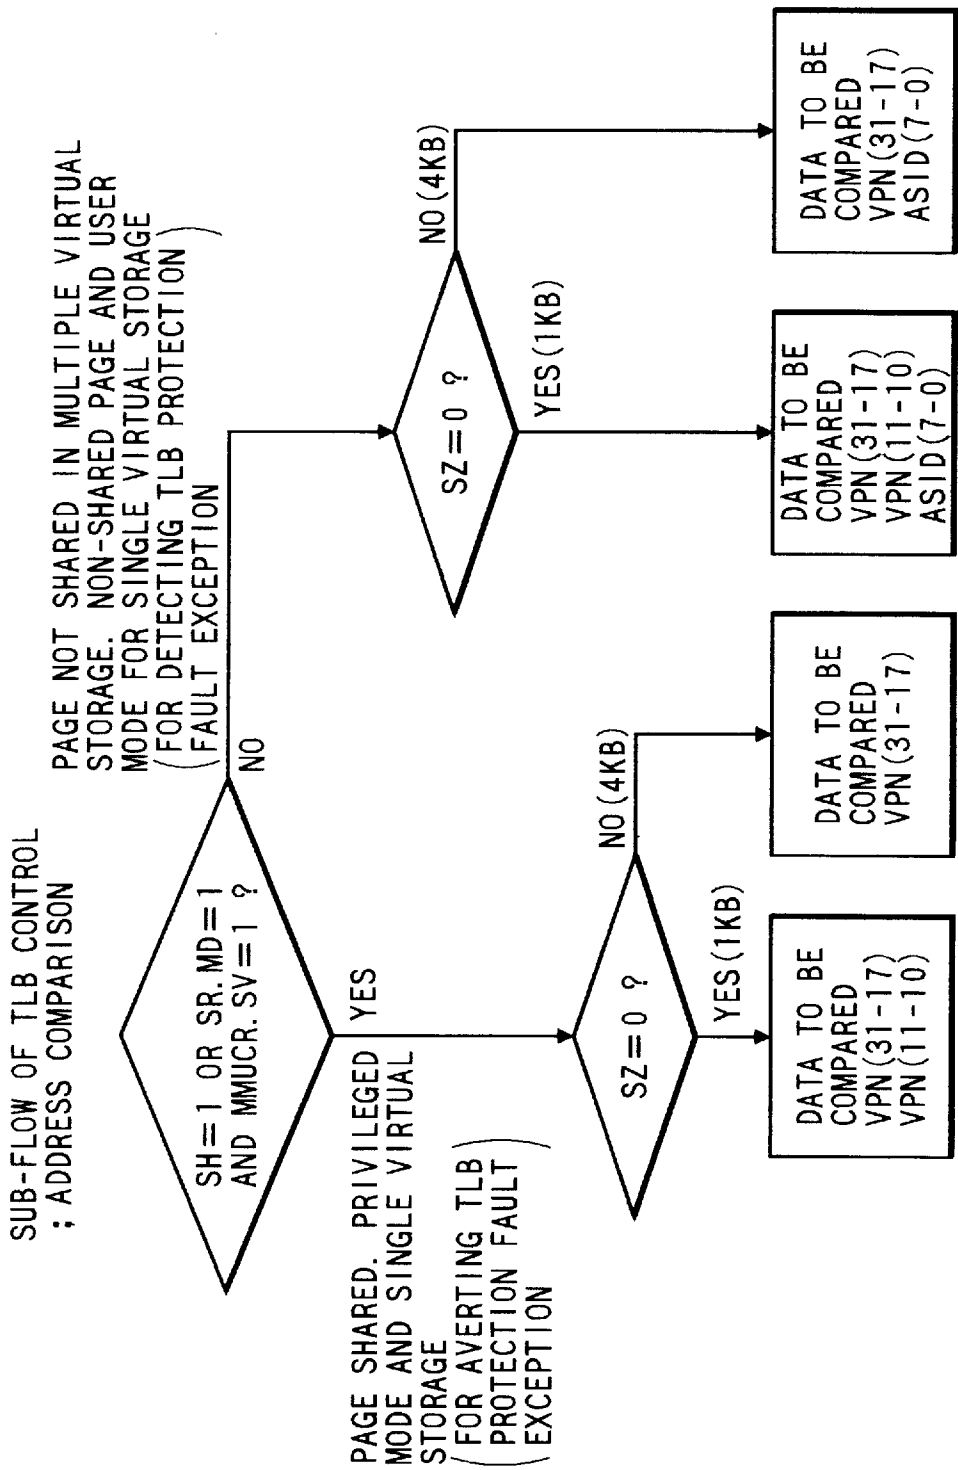 SUB-FLOW OF TLB CONTROL
; ADDRESS COMPARISON
SH=1 OR SR.MD=1
AND MMUCR.SV=1 ?
NO
PAGE NOT SHARED IN MULTIPLE VIRTUAL
STORAGE. NON-SHARED PAGE AND USER
MODE FOR SINGLE VIRTUAL STORAGE
(FOR DETECTING TLB PROTECTION)
(FAULT EXCEPTION)
YES
PAGE SHARED. PRIVILEGED
MODE AND SINGLE VIRTUAL
STORAGE
(FOR AVERTING TLB
PROTECTION FAULT
EXCEPTION)
SZ=0 ?
NO(4KB)
YES(1KB)
SZ=0 ?
NO(4KB)
YES(1KB)
DATA TO BE
COMPARED
VPN(31-17)
VPN(11-10)
DATA TO BE
COMPARED
VPN(31-17)
DATA TO BE
COMPARED
VPN(31-17)
VPN(11-10)
ASID(7-0)
DATA TO BE
COMPARED
VPN(31-17)
ASID(7-0)